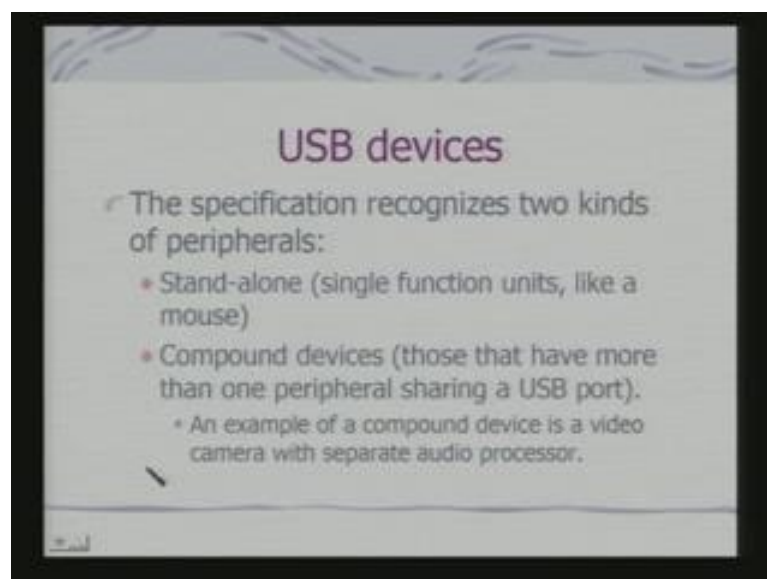 USB devices
The specification recognizes two kinds
of peripherals:
• Stand-alone (single function units, like a
mouse)
• Compound devices (those that have more
than one peripheral sharing a USB port).
• An example of a compound device is a video
camera with separate audio processor.